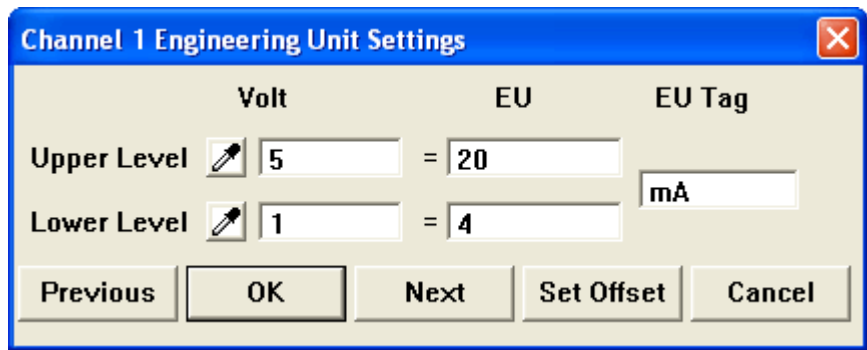 Channel 1 Engineering Unit Settings
Volt EU EU Tag
Upper Level 5 = 20
mA
Lower Level 1 = 4
Previous OK Next Set Offset Cancel